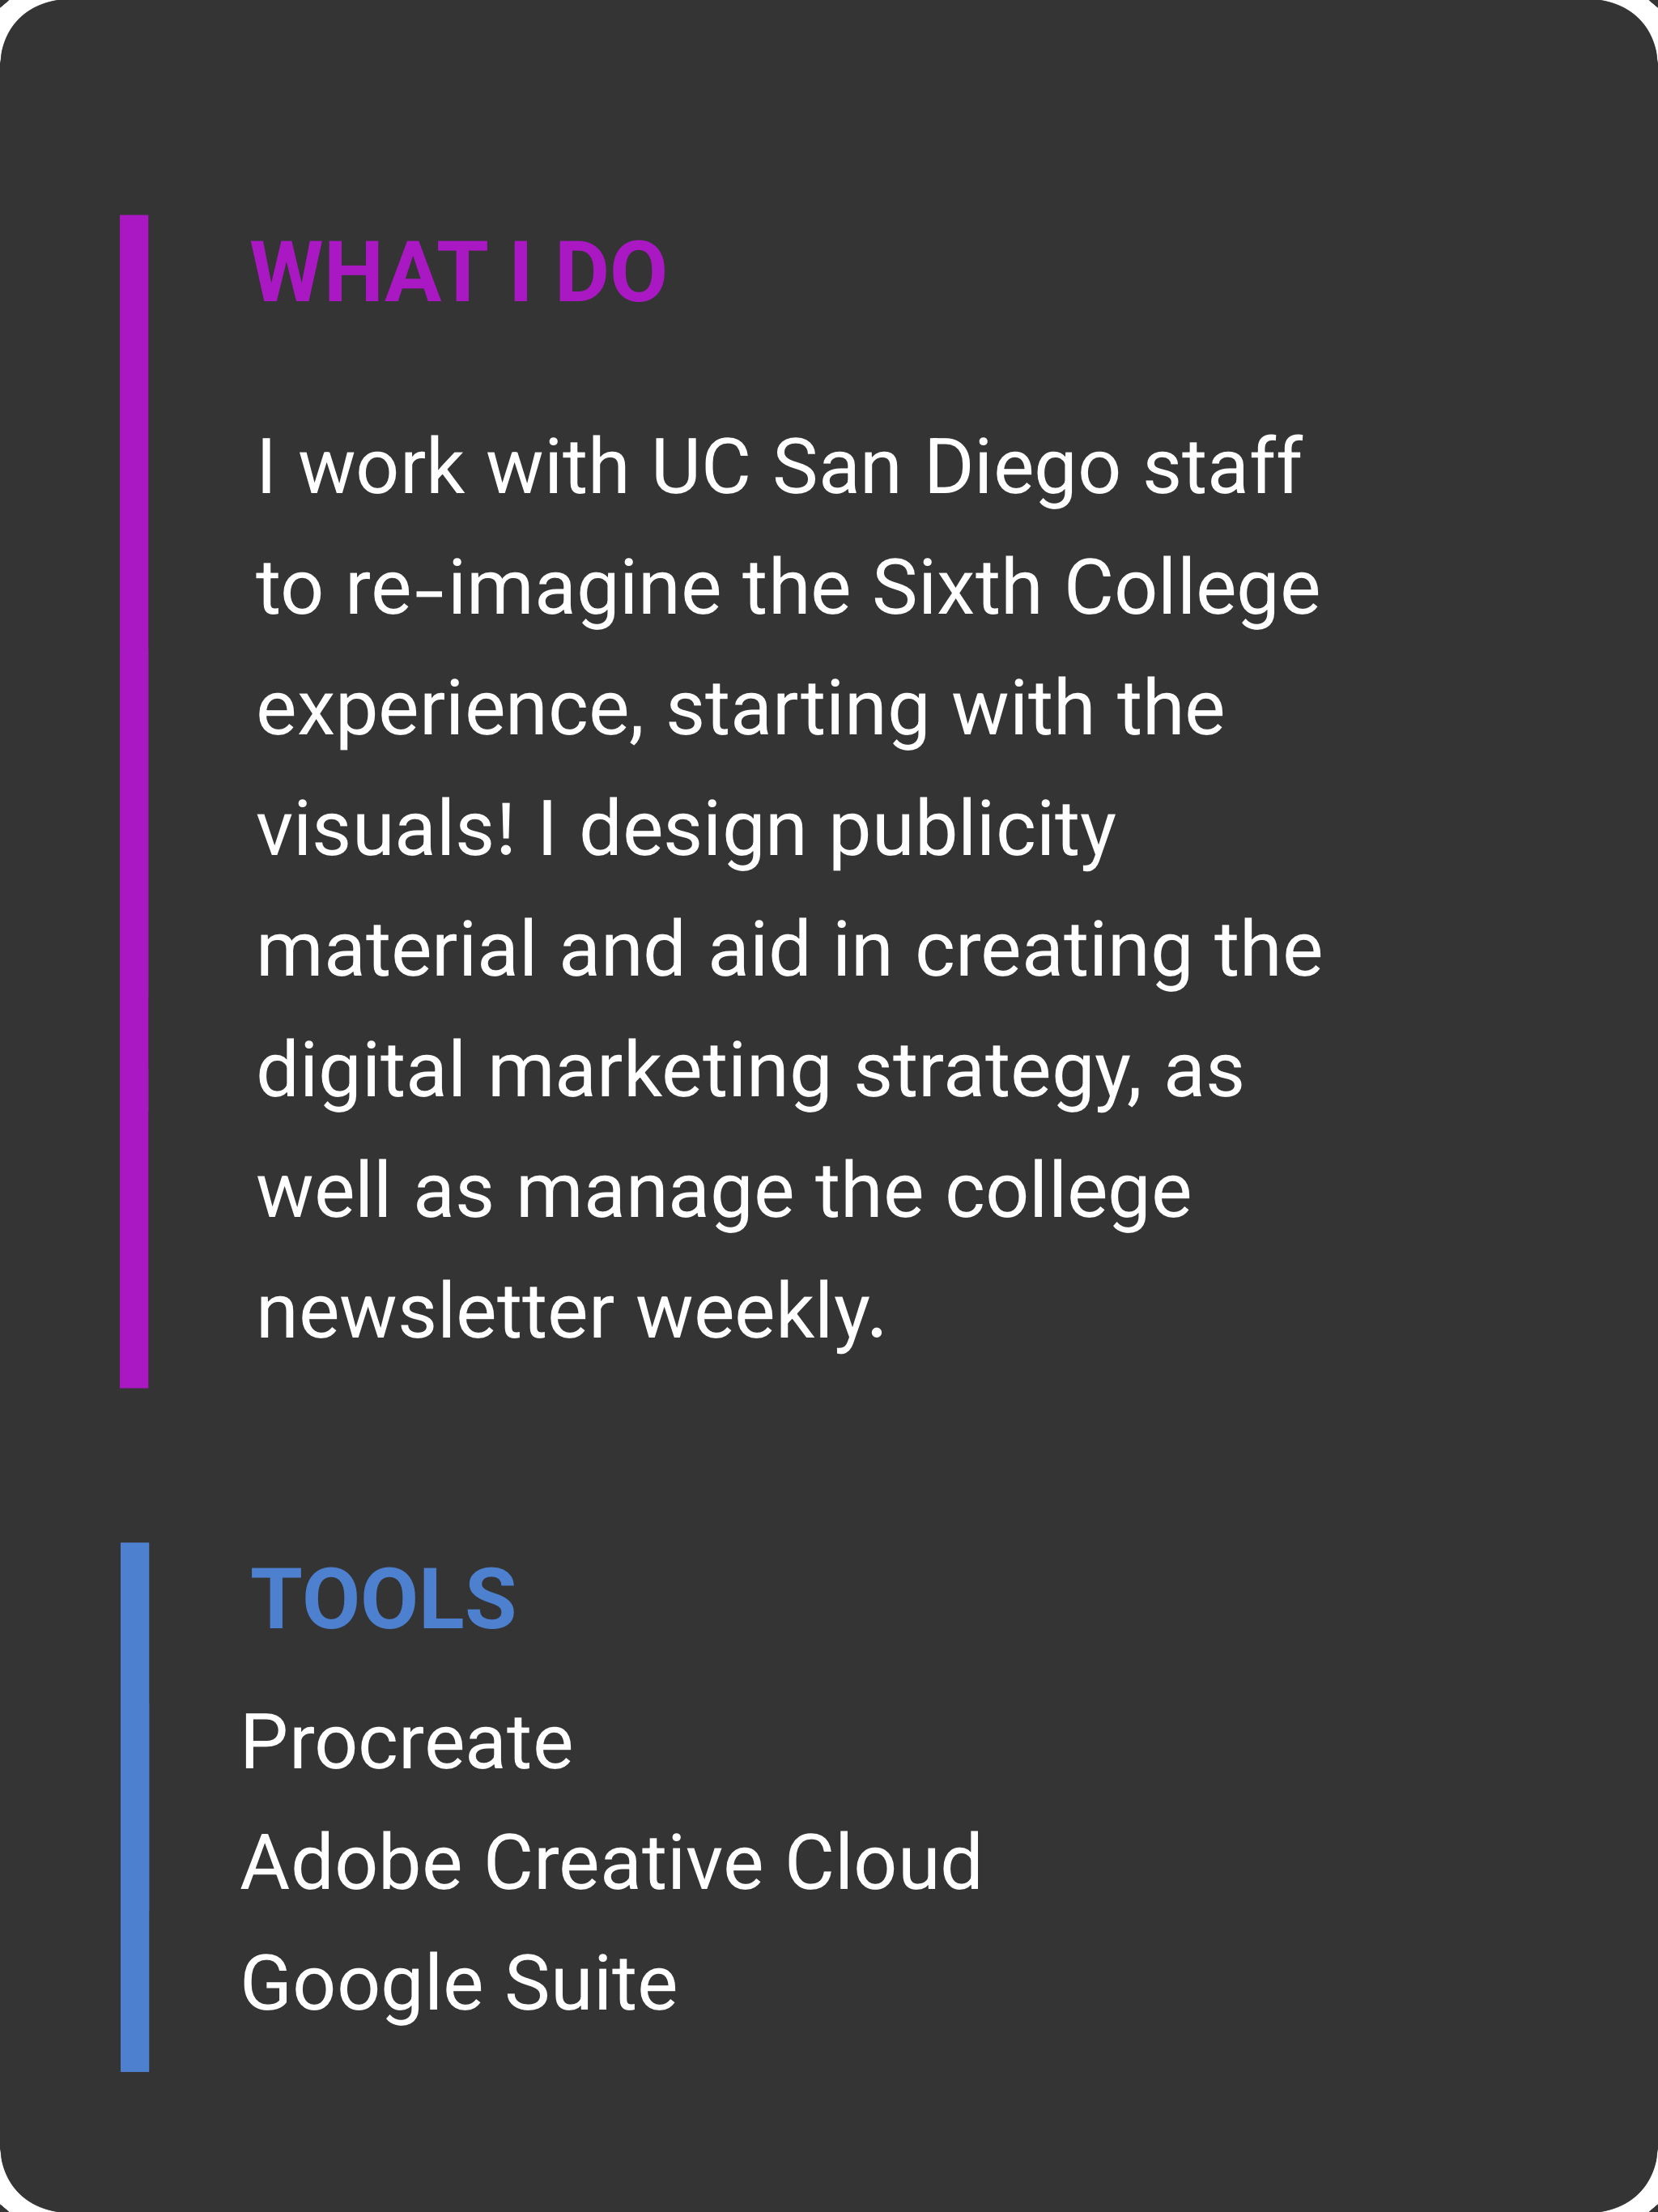 WHAT I DO
I work with UC San Diego staff
to re-imagine the Sixth College
experience, starting with the
visuals! I design publicity
material and aid in creating the
digital marketing strategy, as
well as manage the college
newsletter weekly.
TOOLS
Procreate
Adobe Creative Cloud
Google Suite